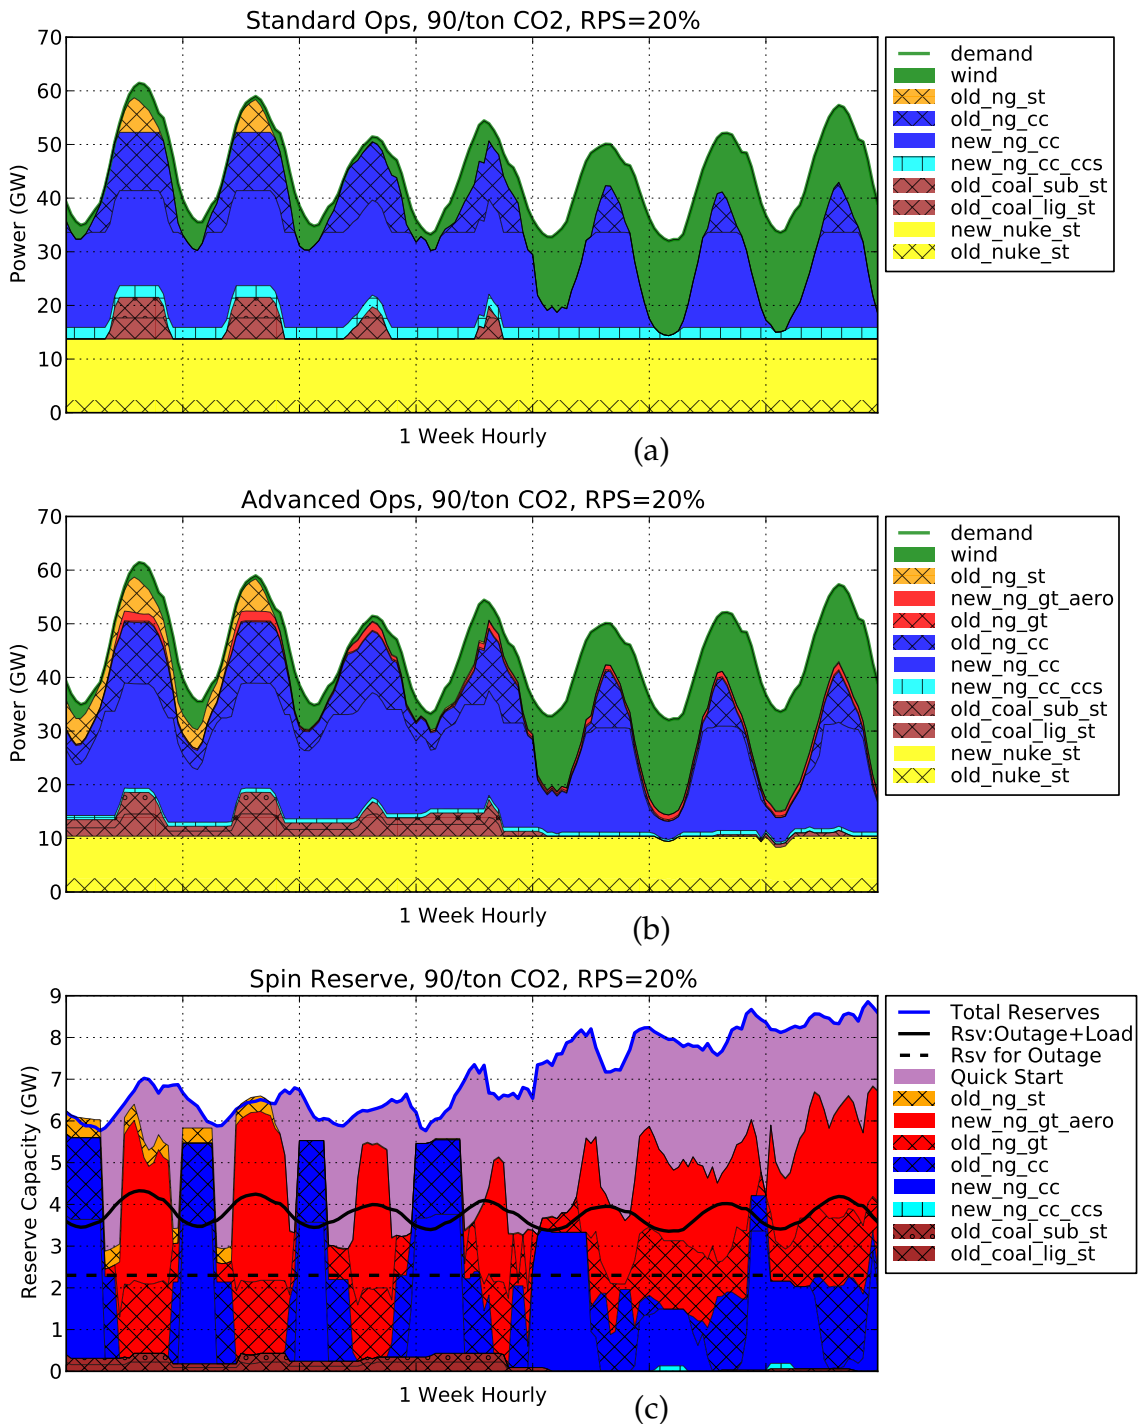 Standard Ops, 90/ton CO2, RPS=20%
70
60
50
40
30
20
10
0
Power (GW)
1 Week Hourly
(a)
demand
wind
old_ng_st
old_ng_cc
new_ng_cc
new_ng_cc_ccs
old_coal_sub_st
old_coal_lig_st
new_nuke_st
old_nuke_st
Advanced Ops, 90/ton CO2, RPS=20%
70
60
50
40
30
20
10
0
Power (GW)
1 Week Hourly
(b)
demand
wind
old_ng_st
new_ng_gt_aero
old_ng_gt
old_ng_cc
new_ng_cc
new_ng_cc_ccs
old_coal_sub_st
old_coal_lig_st
new_nuke_st
old_nuke_st
Spin Reserve, 90/ton CO2, RPS=20%
9
8
7
6
5
4
3
2
1
0
Reserve Capacity (GW)
1 Week Hourly
(c)
Total Reserves
Rsv:Outage+Load
Rsv for Outage
Quick Start
old_ng_st
new_ng_gt_aero
old_ng_gt
old_ng_cc
new_ng_cc
new_ng_cc_ccs
old_coal_sub_st
old_coal_lig_st